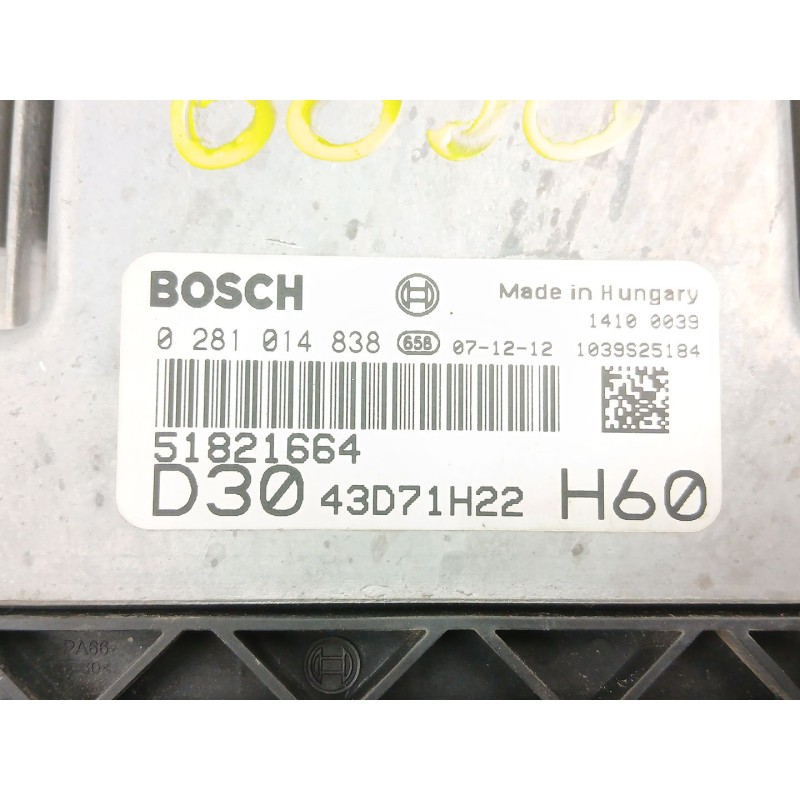 BOSCH Made in Hungary
1410 0039
0 281 014 838 658 07-12-12 1039S25184
51821664
D30 43D71H22 H60